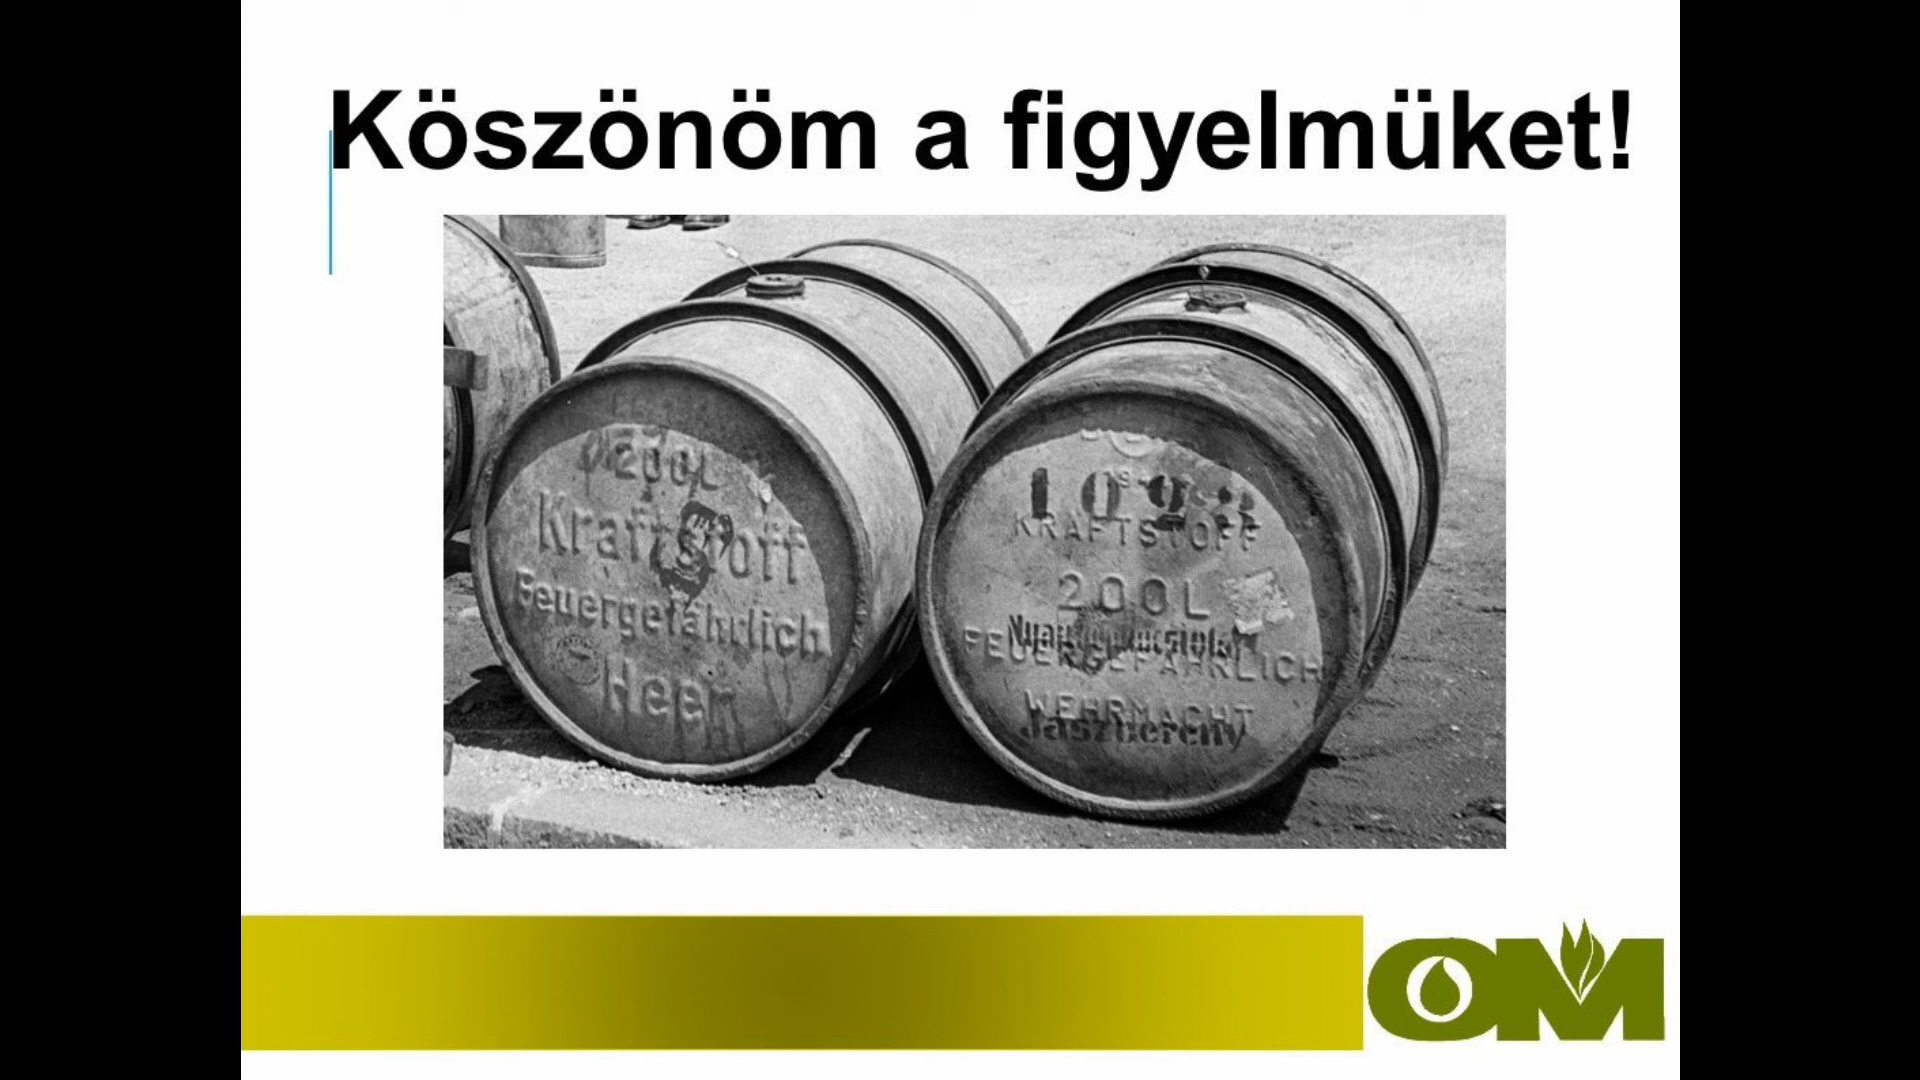 Köszönöm a figyelmüket!
200L
Kraftstoff
Feuergefährlich
Heer
KRAFTSTOFF
200L
FEUERGEFÄHRLICH
WEHRMACHT
Jászberény
OM